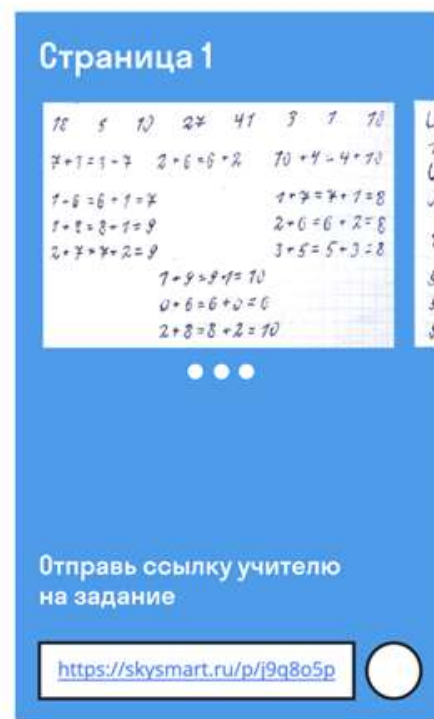 Страница 1
18 5 10 27 41 3 1 10
7+1=1+7 2+6=6+2 10+4=4+10
1+6=6+1=7 1+7=7+1=8
1+8=8+1=9 2+6=6+2=8
2+7=7+2=9 3+5=5+3=8
1+9=9+1=10
0+6=6+0=6
2+8=8+2=10
Отправь ссылку учителю
на задание
https://skysmart.ru/p/j9q8o5p